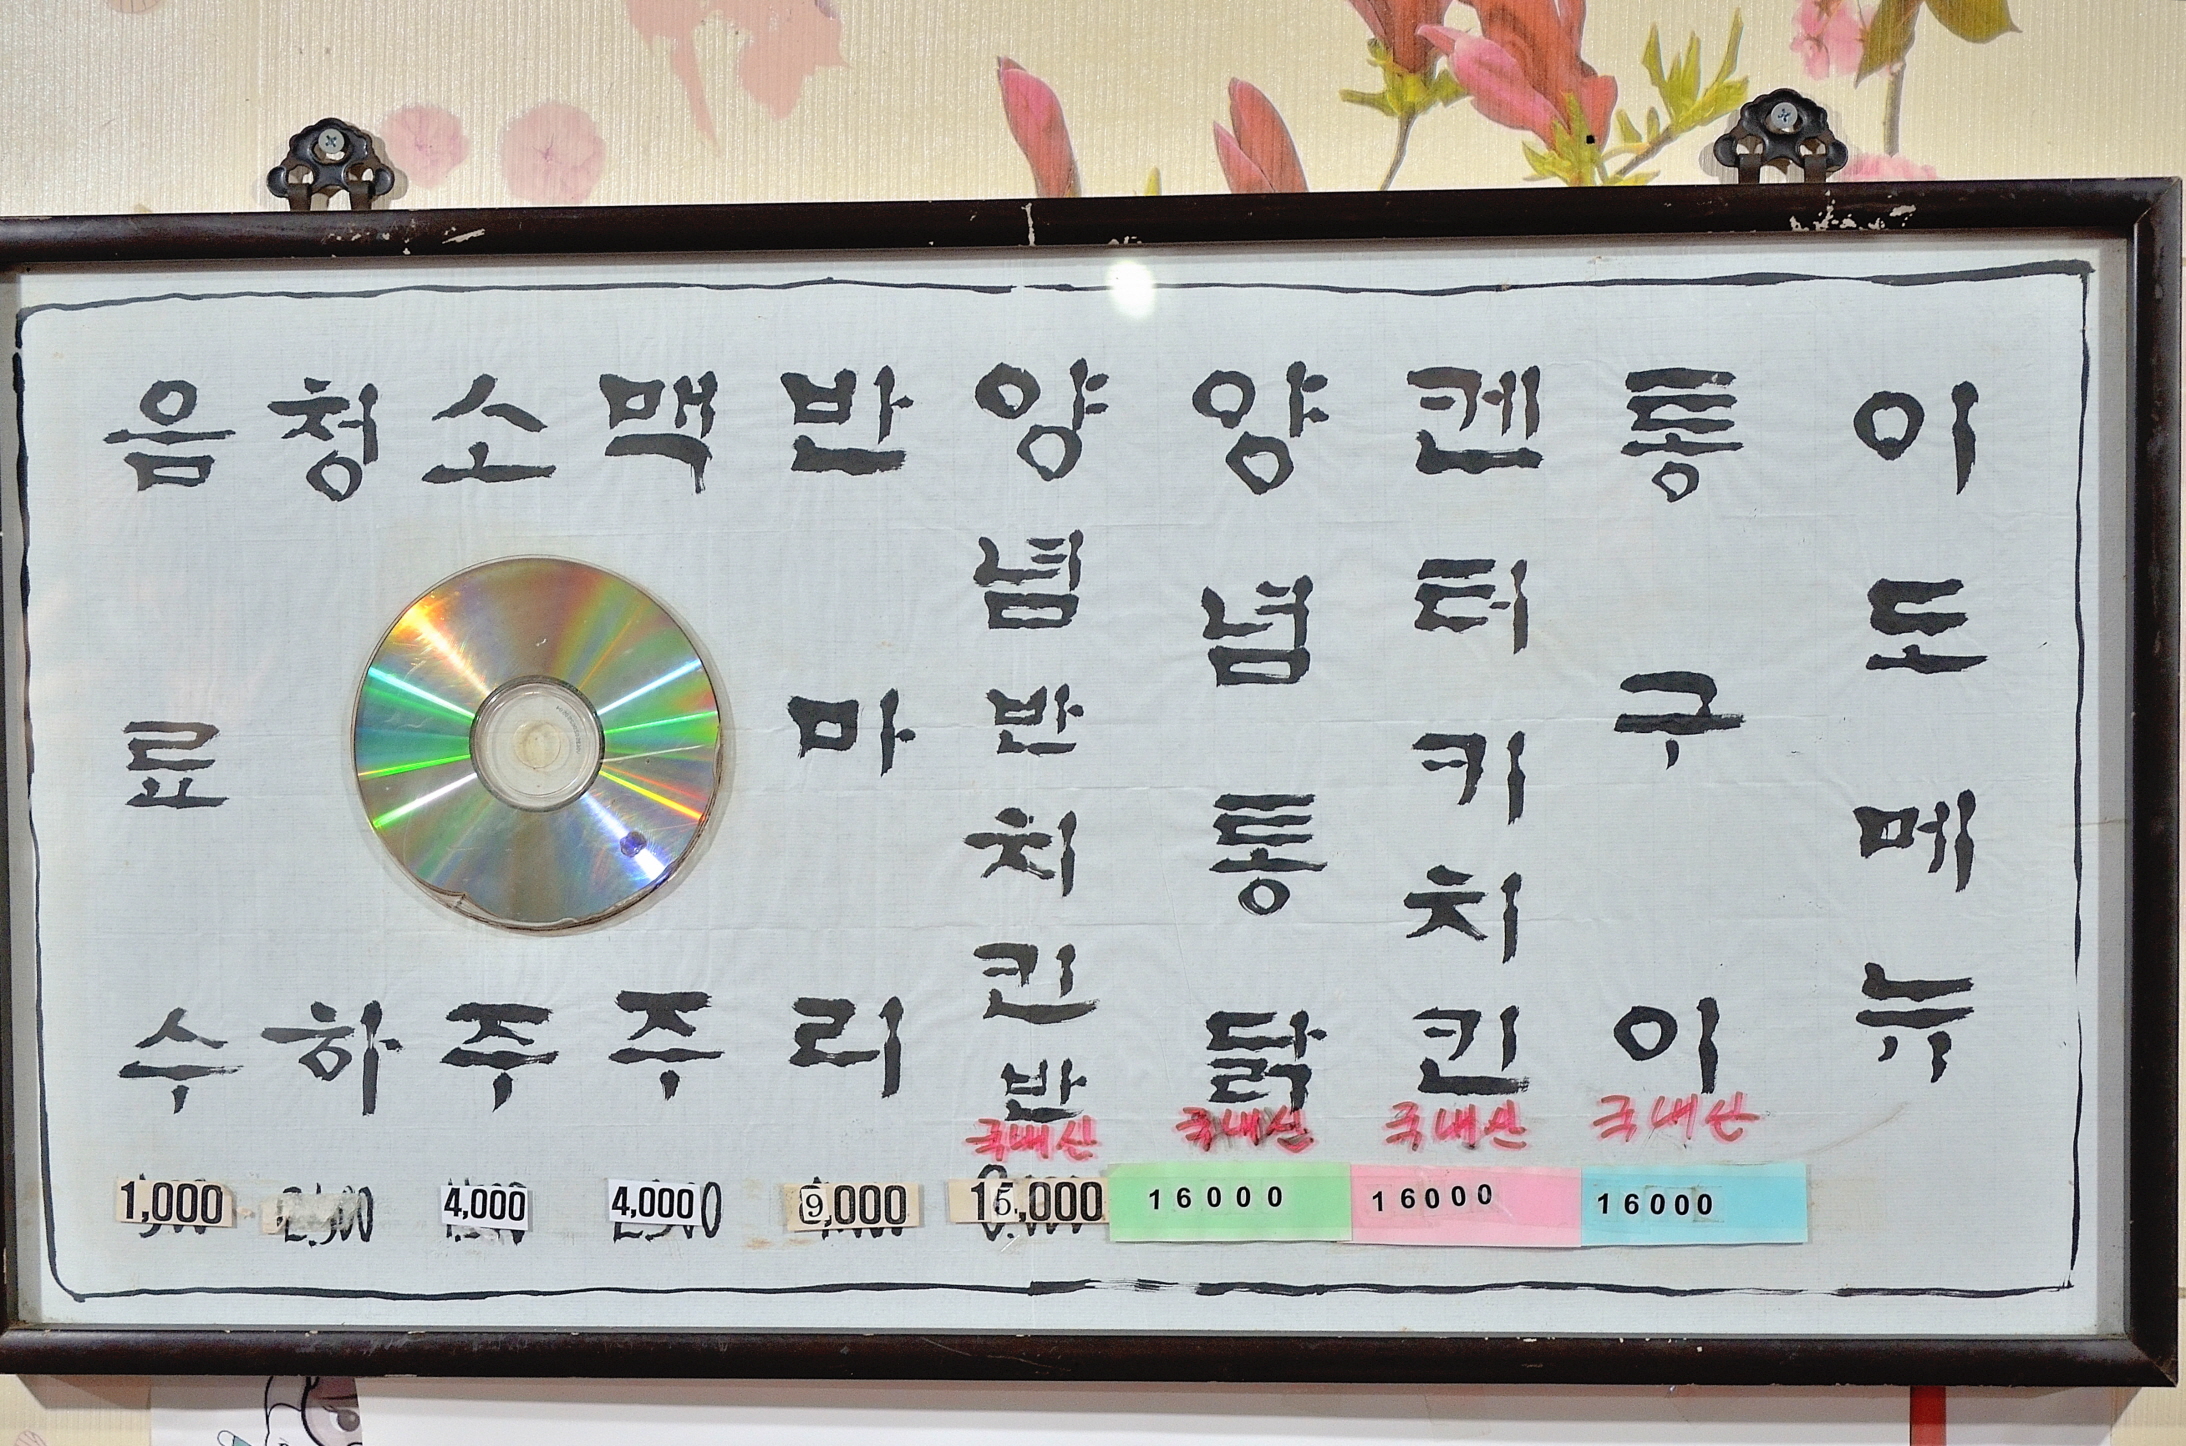 이도메뉴
통구이 국내산 16000
켄터키치킨 국내산 16000
양념통닭 국내산 16000
양념반치킨반 국내산 15,000
반마리 9,000
맥주 4,000
소주 4,000
청하
음료수 1,000